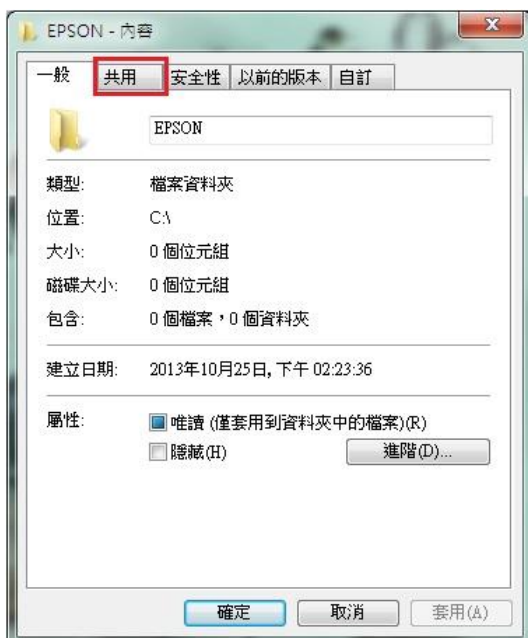 EPSON - 內容
一般 共用 安全性 以前的版本 自訂
EPSON
類型: 檔案資料夾
位置: C:\
大小: 0 個位元組
磁碟大小: 0 個位元組
包含: 0 個檔案，0 個資料夾
建立日期: 2013年10月25日, 下午 02:23:36
屬性: 唯讀 (僅套用到資料夾中的檔案)(R)
隱藏(H) 進階(D)...
確定 取消 套用(A)